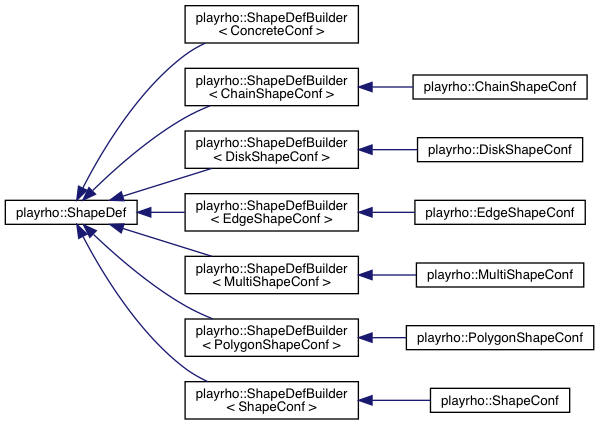 playrho::ShapeDef
playrho::ShapeDefBuilder
< ConcreteConf >
playrho::ShapeDefBuilder
< ChainShapeConf >
playrho::ChainShapeConf
playrho::ShapeDefBuilder
< DiskShapeConf >
playrho::DiskShapeConf
playrho::ShapeDefBuilder
< EdgeShapeConf >
playrho::EdgeShapeConf
playrho::ShapeDefBuilder
< MultiShapeConf >
playrho::MultiShapeConf
playrho::ShapeDefBuilder
< PolygonShapeConf >
playrho::PolygonShapeConf
playrho::ShapeDefBuilder
< ShapeConf >
playrho::ShapeConf